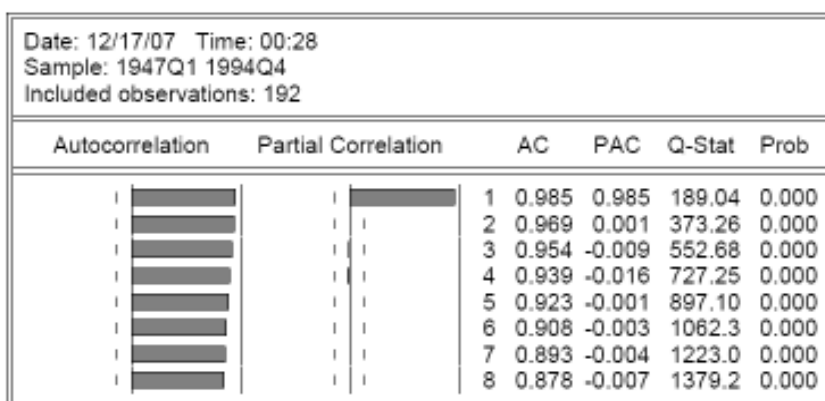 Date: 12/17/07 Time: 00:28
Sample: 1947Q1 1994Q4
Included observations: 192
Autocorrelation Partial Correlation AC PAC Q-Stat Prob
1 0.985 0.985 189.04 0.000
2 0.969 0.001 373.26 0.000
3 0.954 -0.009 552.68 0.000
4 0.939 -0.016 727.25 0.000
5 0.923 -0.001 897.10 0.000
6 0.908 -0.003 1062.3 0.000
7 0.893 -0.004 1223.0 0.000
8 0.878 -0.007 1379.2 0.000